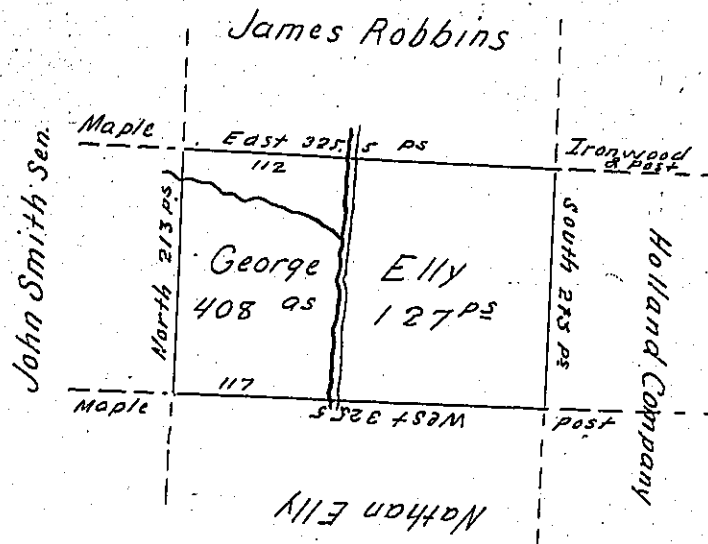 James Robbins
Maple
East 325.5 ps
Ironwood
& post
112
John Smith Sen.
North 213 ps
George Elly
408 as 127 ps
South 213 ps
Holland Company
117
Maple
West 325.5
post
Nathan Elly